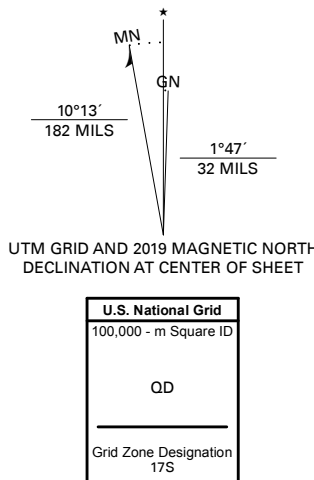 ★
MN
GN
10°13´
182 MILS
1°47´
32 MILS
UTM GRID AND 2019 MAGNETIC NORTH
DECLINATION AT CENTER OF SHEET
U.S. National Grid
100,000 - m Square ID
QD
Grid Zone Designation
17S